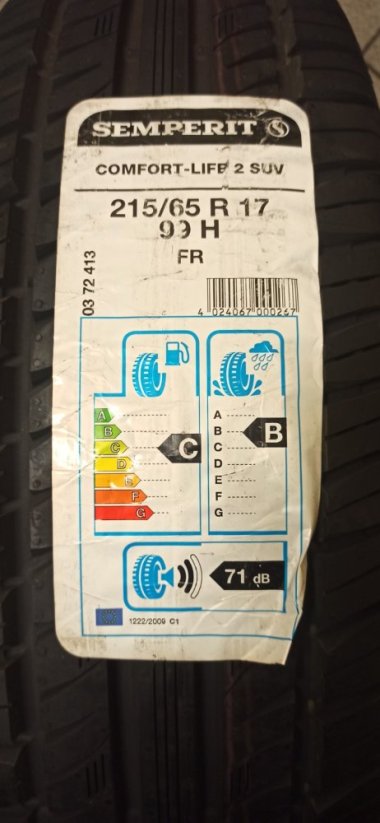 SEMPERIT
COMFORT-LIFE 2 SUV
215/65 R 17
99 H
FR
03 72 413
4 024067 000247
A
B
C
D
E
F
G
C
A
B
C
D
E
F
G
B
71 dB
1222/2009 C1